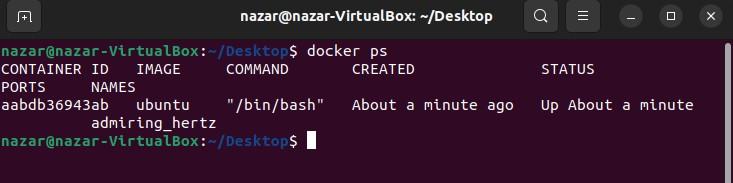 nazar@nazar-VirtualBox: ~/Desktop
nazar@nazar-VirtualBox:~/Desktop$ docker ps
CONTAINER ID   IMAGE     COMMAND       CREATED              STATUS
PORTS     NAMES
aabdb36943ab   ubuntu    "/bin/bash"   About a minute ago   Up About a minute
          admiring_hertz
nazar@nazar-VirtualBox:~/Desktop$